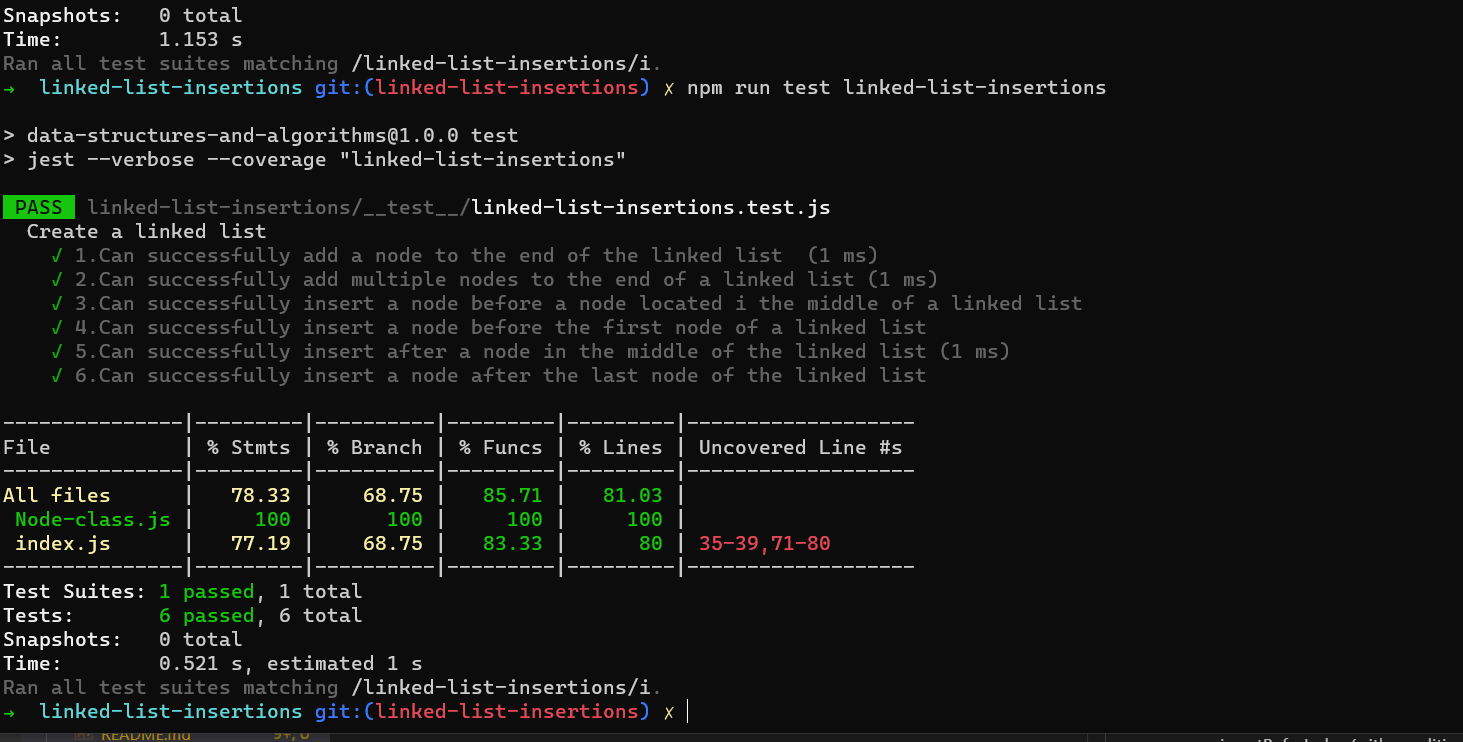 Snapshots:   0 total
Time:        1.153 s
Ran all test suites matching /linked-list-insertions/i.
→  linked-list-insertions git:(linked-list-insertions) ✗ npm run test linked-list-insertions
> data-structures-and-algorithms@1.0.0 test
> jest --verbose --coverage "linked-list-insertions"
PASS linked-list-insertions/__test__/linked-list-insertions.test.js
  Create a linked list
    √ 1.Can successfully add a node to the end of the linked list  (1 ms)
    √ 2.Can successfully add multiple nodes to the end of a linked list (1 ms)
    √ 3.Can successfully insert a node before a node located i the middle of a linked list
    √ 4.Can successfully insert a node before the first node of a linked list
    √ 5.Can successfully insert after a node in the middle of the linked list (1 ms)
    √ 6.Can successfully insert a node after the last node of the linked list
---------------|---------|----------|---------|---------|-------------------
File           | % Stmts | % Branch | % Funcs | % Lines | Uncovered Line #s
---------------|---------|----------|---------|---------|-------------------
All files      |   78.33 |    68.75 |   85.71 |   81.03 |
 Node-class.js |     100 |      100 |     100 |     100 |
 index.js      |   77.19 |    68.75 |   83.33 |      80 | 35-39,71-80
---------------|---------|----------|---------|---------|-------------------
Test Suites: 1 passed, 1 total
Tests:       6 passed, 6 total
Snapshots:   0 total
Time:        0.521 s, estimated 1 s
Ran all test suites matching /linked-list-insertions/i.
→  linked-list-insertions git:(linked-list-insertions) ✗
README.md